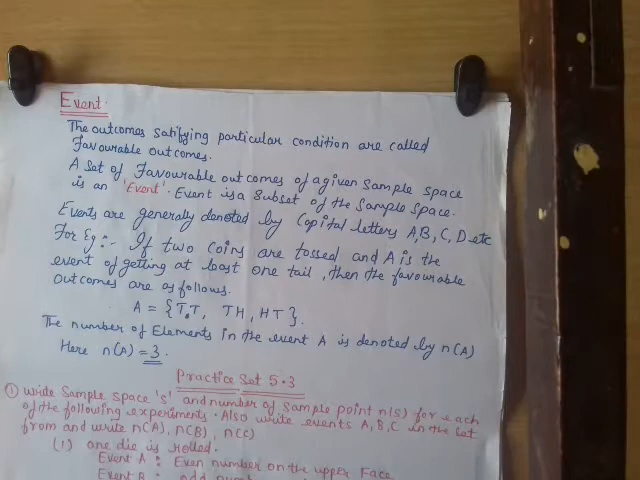 Event
The outcomes satifying particular condition are called
Favourable outcomes.
A set of Favourable outcomes of a given sample space
is an 'Event'. Event is a subset of the sample space.
Events are generally denoted by Capital letters A, B, C, D etc
For Eg :- If two coins are tossed and A is the
event of getting at least one tail, then the favourable
outcomes are as follows.
A = {T,T, TH, HT}.
The number of Elements in the event A is denoted by n(A)
Here n(A) = 3.
Practice Set 5.3
① Write Sample space 's' and number of sample point n(s) for each
of the following experiments. Also write events A, B, C in the set
from and write n(A), n(B), n(c)
(1) one die is rolled.
Event A : Even number on the upper Face
Event B : odd